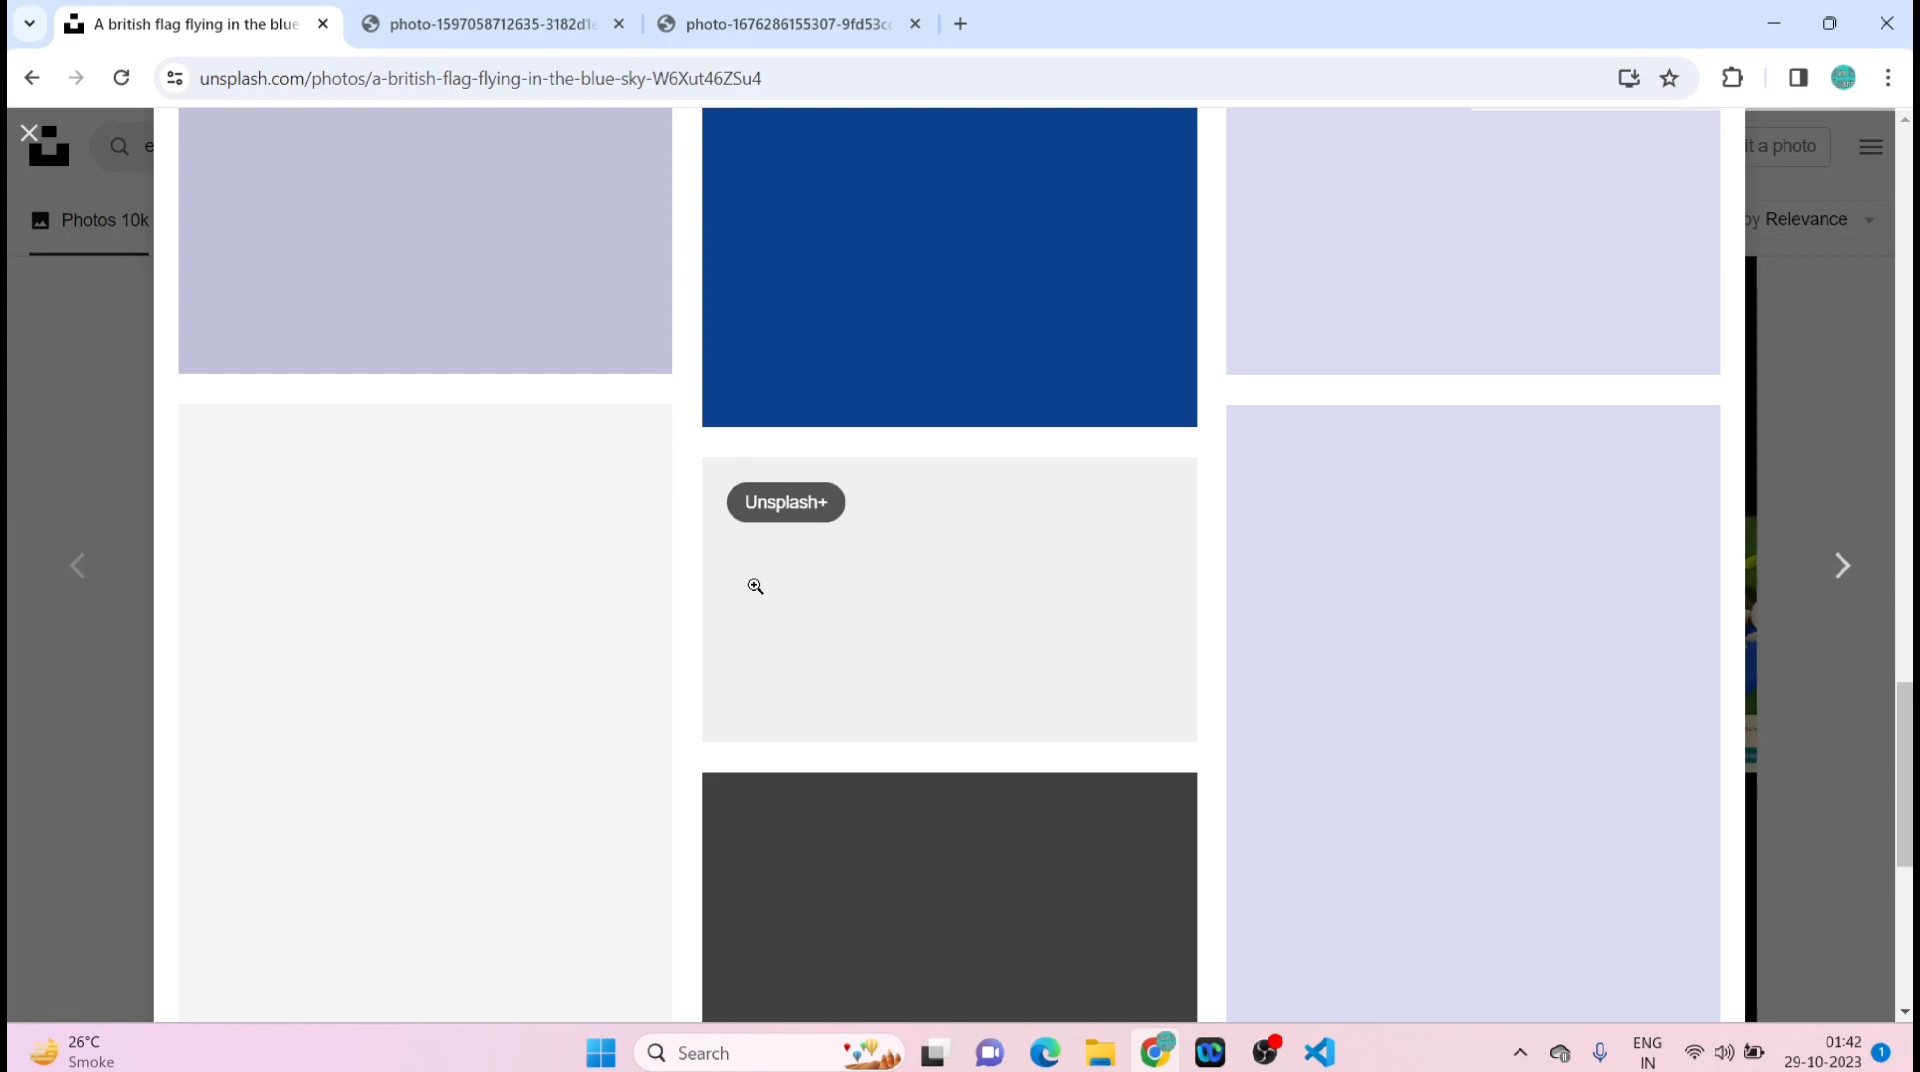 A british flag flying in the blue
photo-1597058712635-3182d1
photo-1676286155307-9fd53c
unsplash.com/photos/a-british-flag-flying-in-the-blue-sky-W6Xut46ZSu4
e
it a photo
Photos 10k
by Relevance
Unsplash+
26°C
Smoke
Search
ENG
IN
01:42
29-10-2023
1